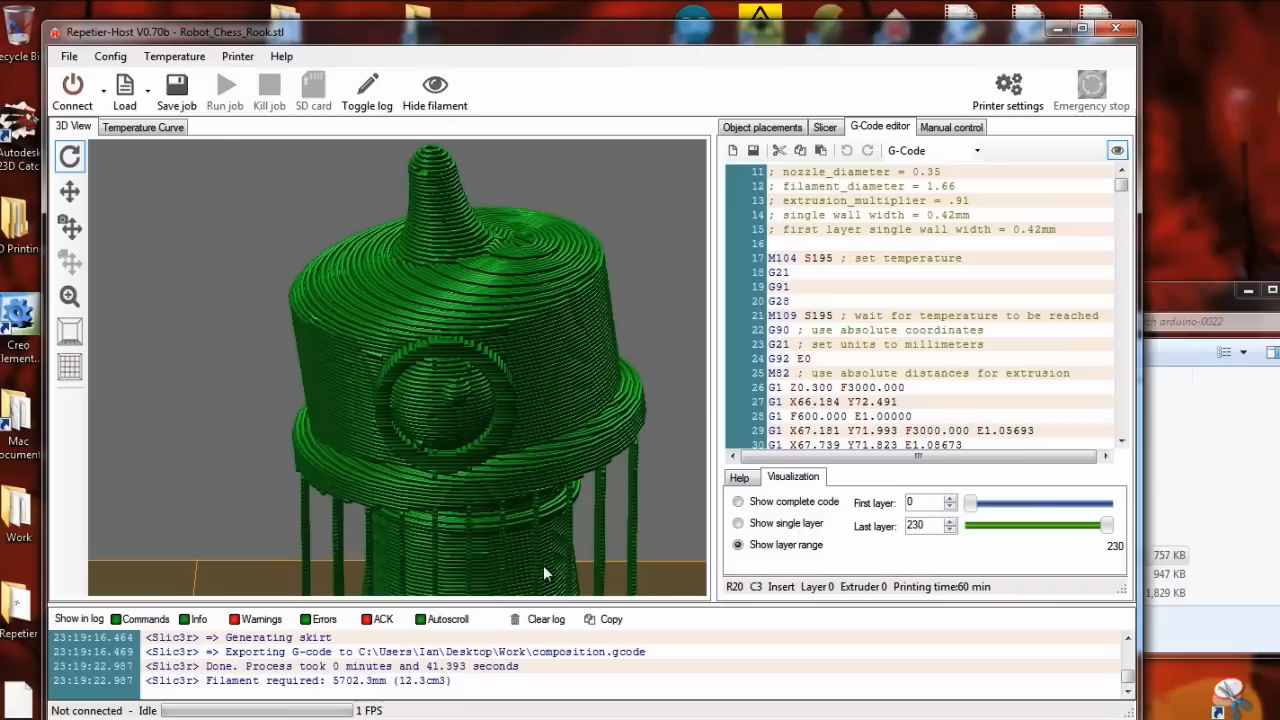 Repetier-Host V0.70b - Robot_Chess_Rook.stl
File Config Temperature Printer Help
Connect Load Save job Run job Kill job SD card Toggle log Hide filament Printer settings Emergency stop
3D View Temperature Curve
Object placements Slicer G-Code editor Manual control
G-Code
11 ; nozzle_diameter = 0.35
12 ; filament_diameter = 1.66
13 ; extrusion_multiplier = .91
14 ; single wall width = 0.42mm
15 ; first layer single wall width = 0.42mm
16
17 M104 S195 ; set temperature
18 G21
19 G91
20 G28
21 M109 S195 ; wait for temperature to be reached
22 G90 ; use absolute coordinates
23 G21 ; set units to millimeters
24 G92 E0
25 M82 ; use absolute distances for extrusion
26 G1 Z0.300 F3000.000
27 G1 X66.184 Y72.491
28 G1 F600.000 E1.00000
29 G1 X67.181 Y71.993 F3000.000 E1.05693
30 G1 X67.739 Y71.823 E1.08673
Help Visualization
Show complete code First layer: 0
Show single layer Last layer: 230
Show layer range 230
R20 C3 Insert Layer 0 Extruder 0 Printing time:60 min
Show in log Commands Info Warnings Errors ACK Autoscroll Clear log Copy
23:19:16.464 <Slic3r> => Generating skirt
23:19:16.469 <Slic3r> => Exporting G-code to C:\Users\Ian\Desktop\Work\composition.gcode
23:19:22.987 <Slic3r> Done. Process took 0 minutes and 41.393 seconds
23:19:22.987 <Slic3r> Filament required: 5702.3mm (12.3cm3)
Not connected - Idle 1 FPS
ecycle Bi
Autodes
23D Catc
D Printin
Creo
Element...
Mac
Document
Work
Repetier
rch arduino-0022
757 KB
947 KB
1,829 KB